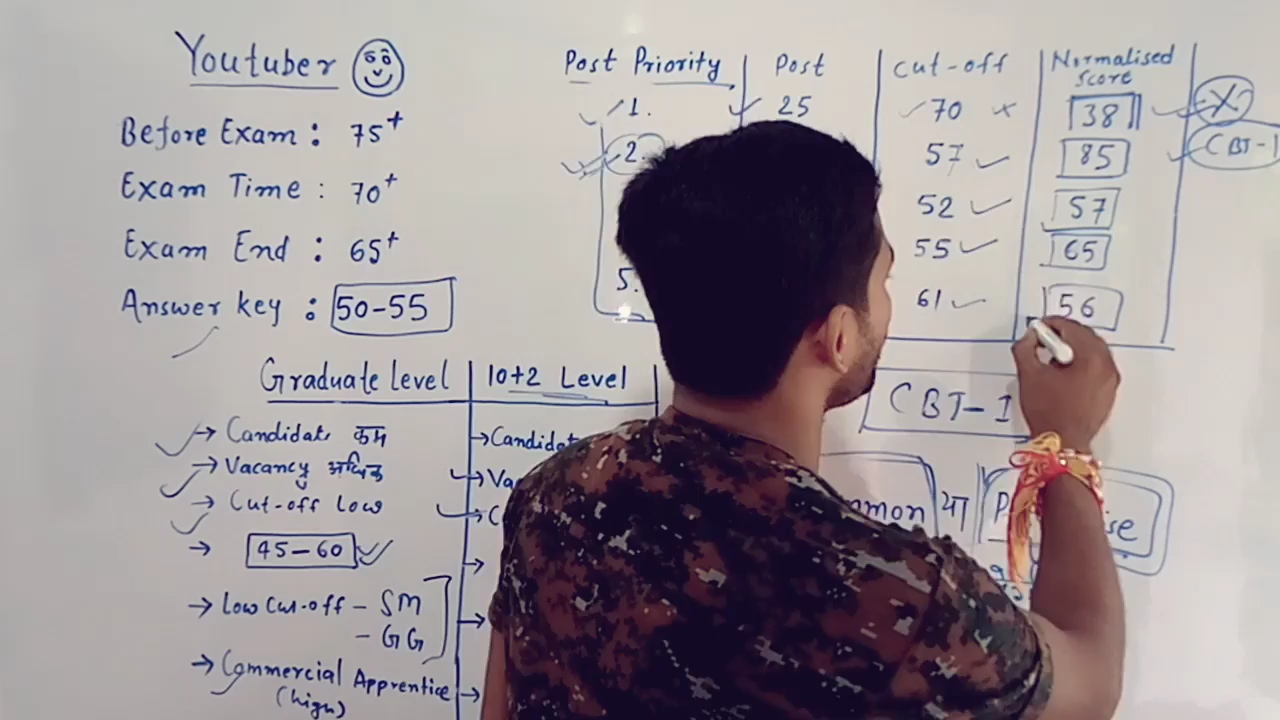 Youtuber
Before Exam : 75+
Exam Time : 70+
Exam End : 65+
Answer key : 50-55
Post Priority Post Cut-off Normalised Score
1. 25 70 × 38 X
2. 57 85 CBT-I
52 57
55 65
5. 61 56
CBT-I
Graduate level 10+2 Level
→ Candidate कम
→ Vacancy अधिक
→ Cut-off Low
→ 45-60
→ Low Cut-off - SM
- GG
→ Commercial Apprentice
(high)
या